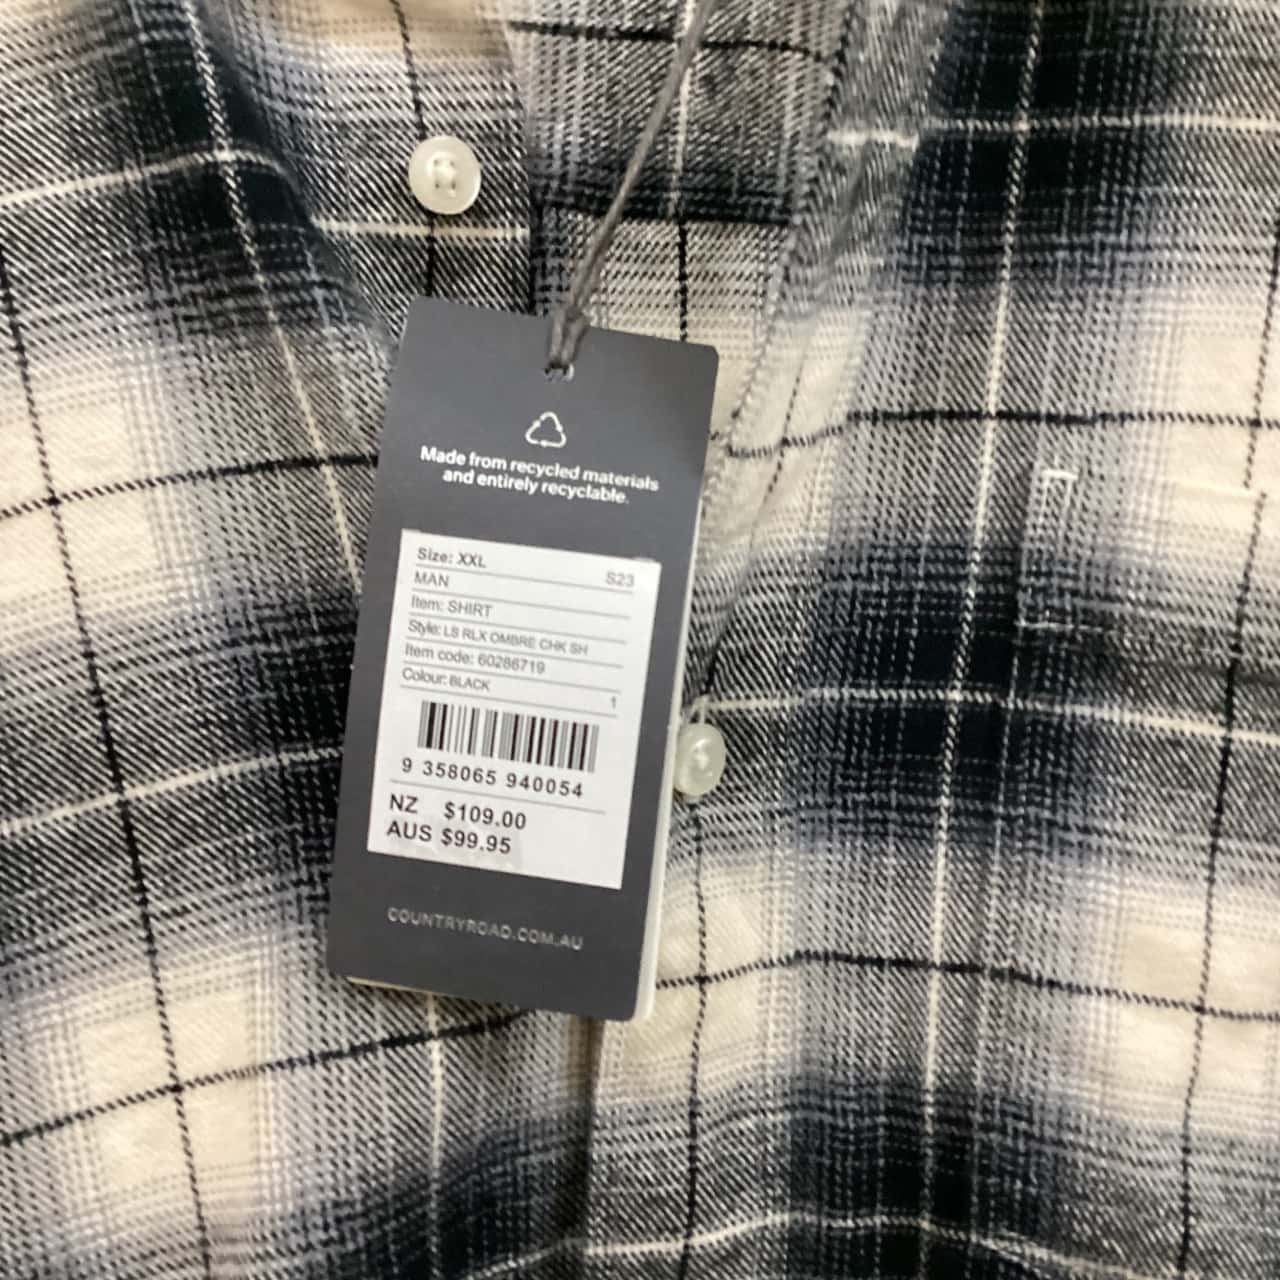 Made from recycled materials
and entirely recyclable.
Size: XXL
S23
MAN
Item: SHIRT
Style: LS RLX OMBRE CHK SH
Item code: 60286719
Colour: BLACK
1
9 358065 940054
NZ $109.00
AUS $99.95
COUNTRYROAD.COM.AU